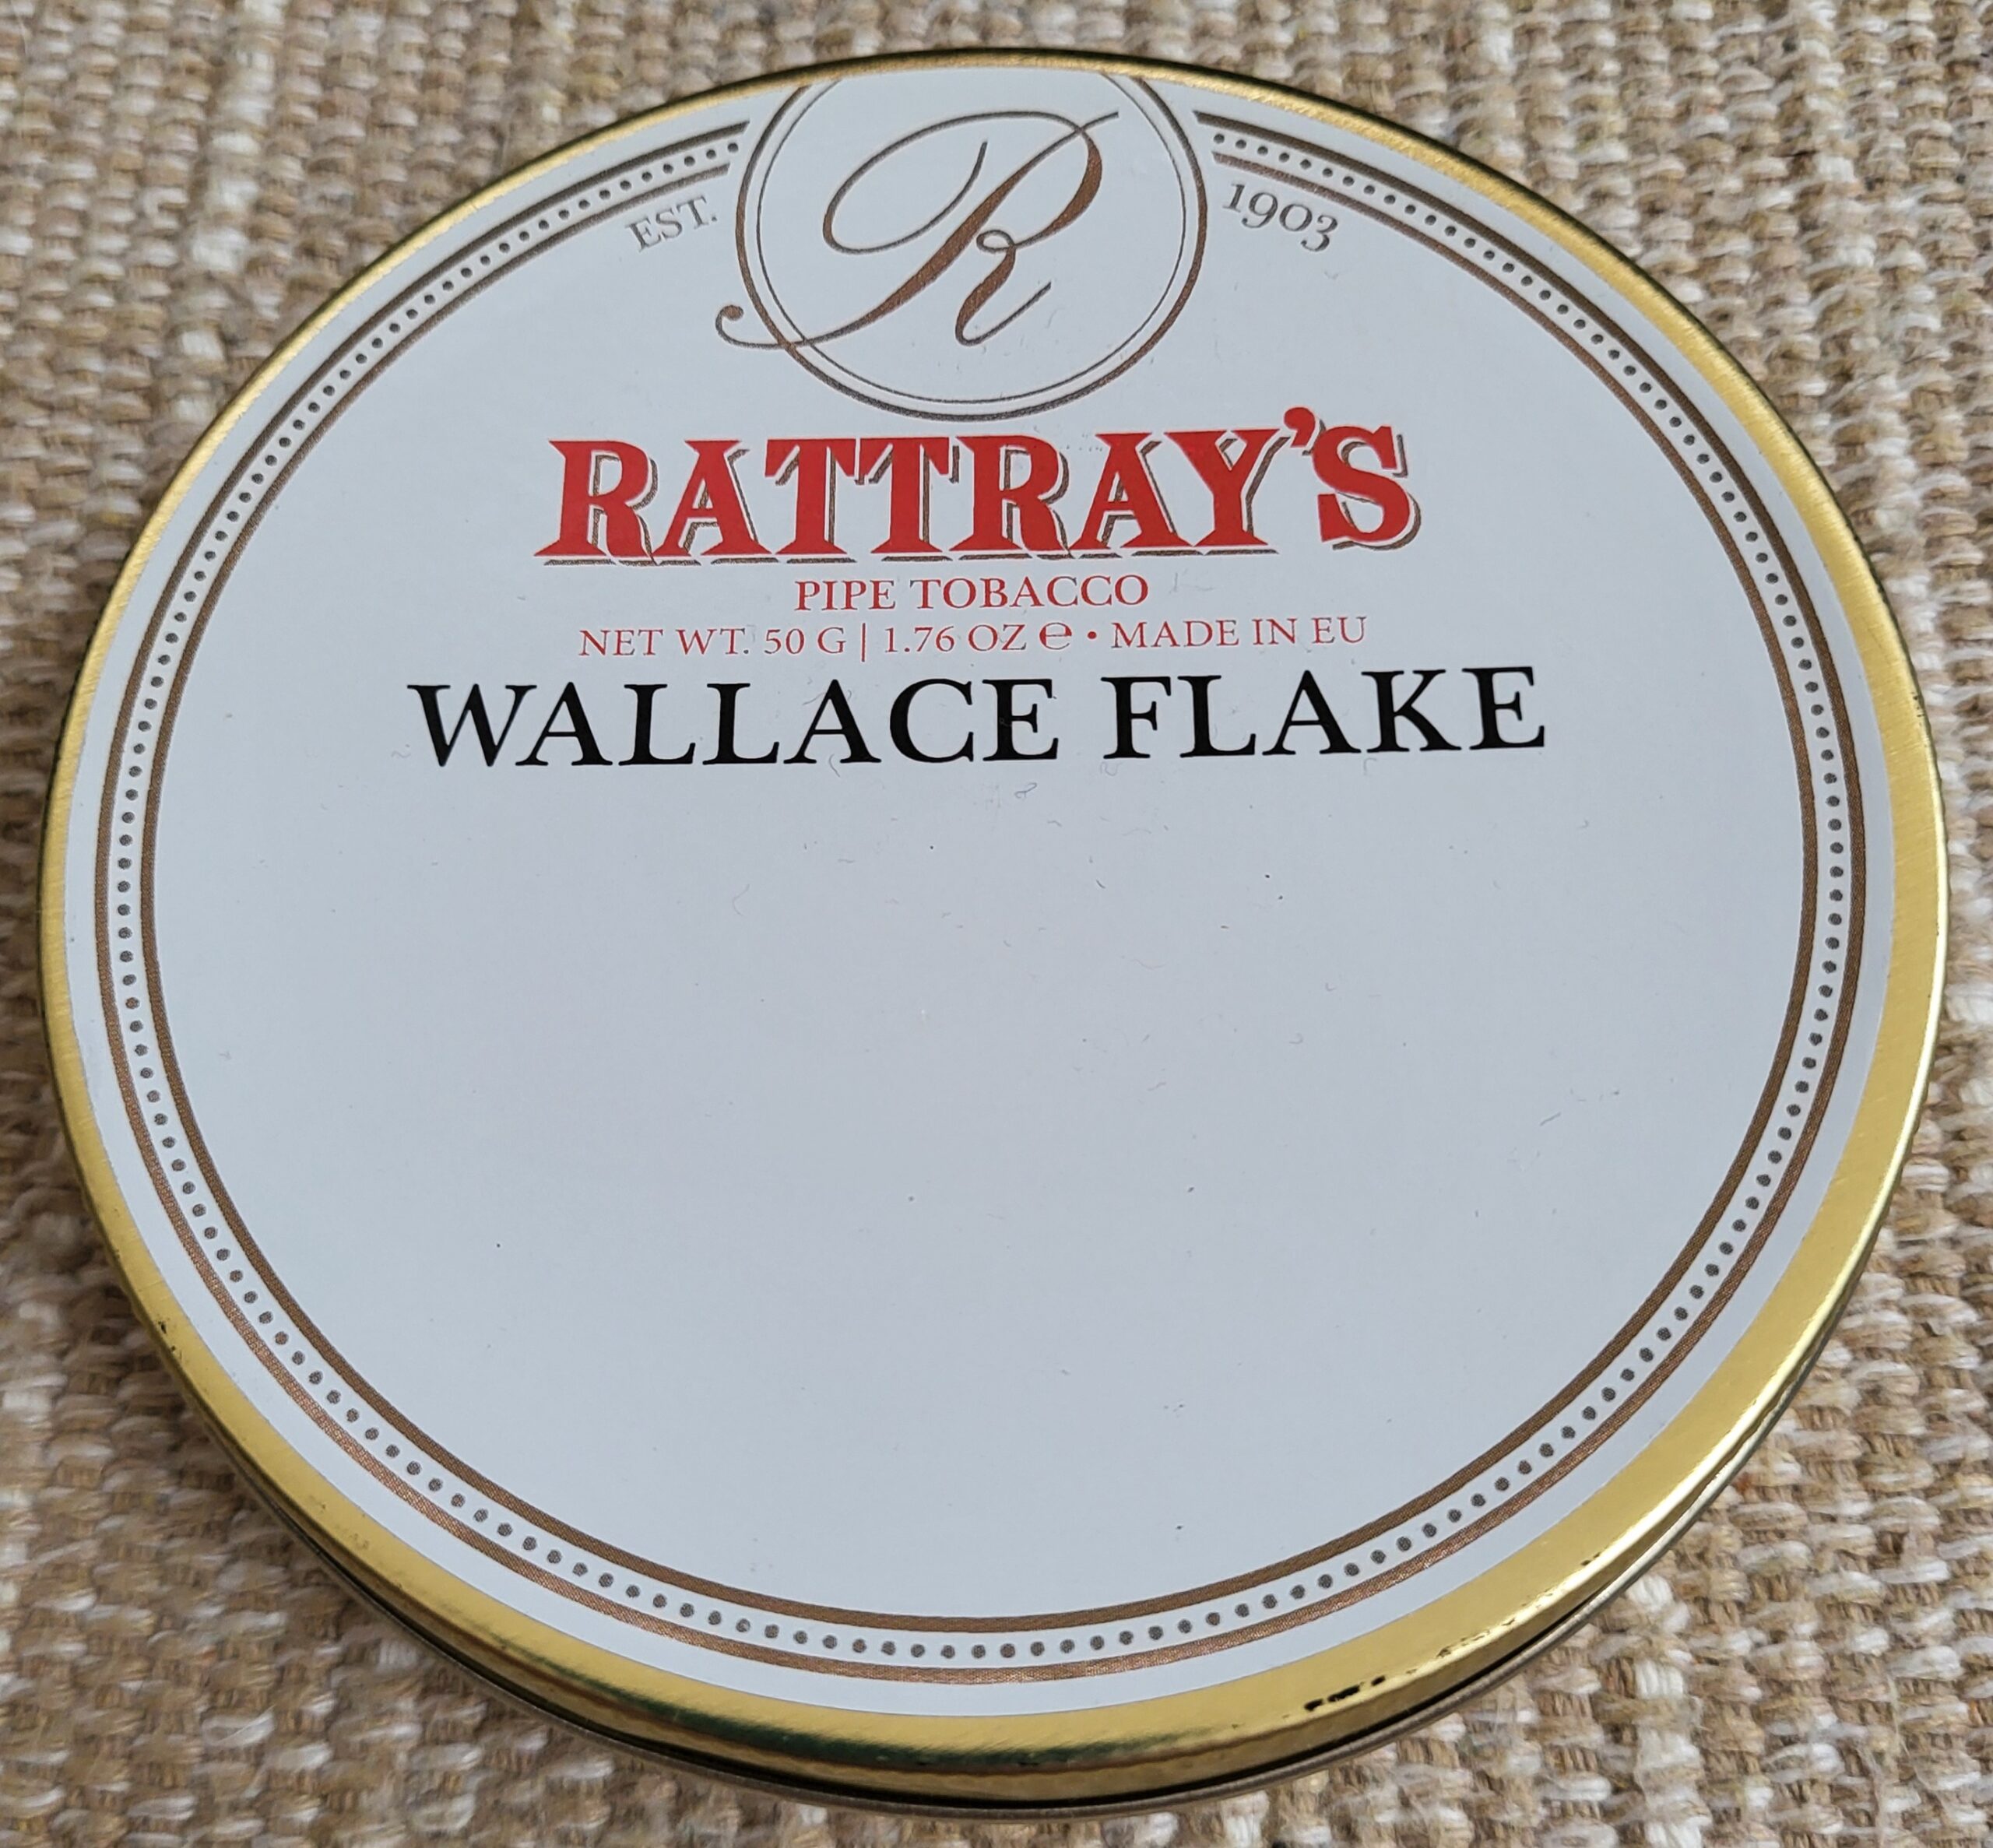 EST. R 1903
RATTRAY'S
PIPE TOBACCO
NET WT. 50 G | 1.76 OZ ℮ • MADE IN EU
WALLACE FLAKE